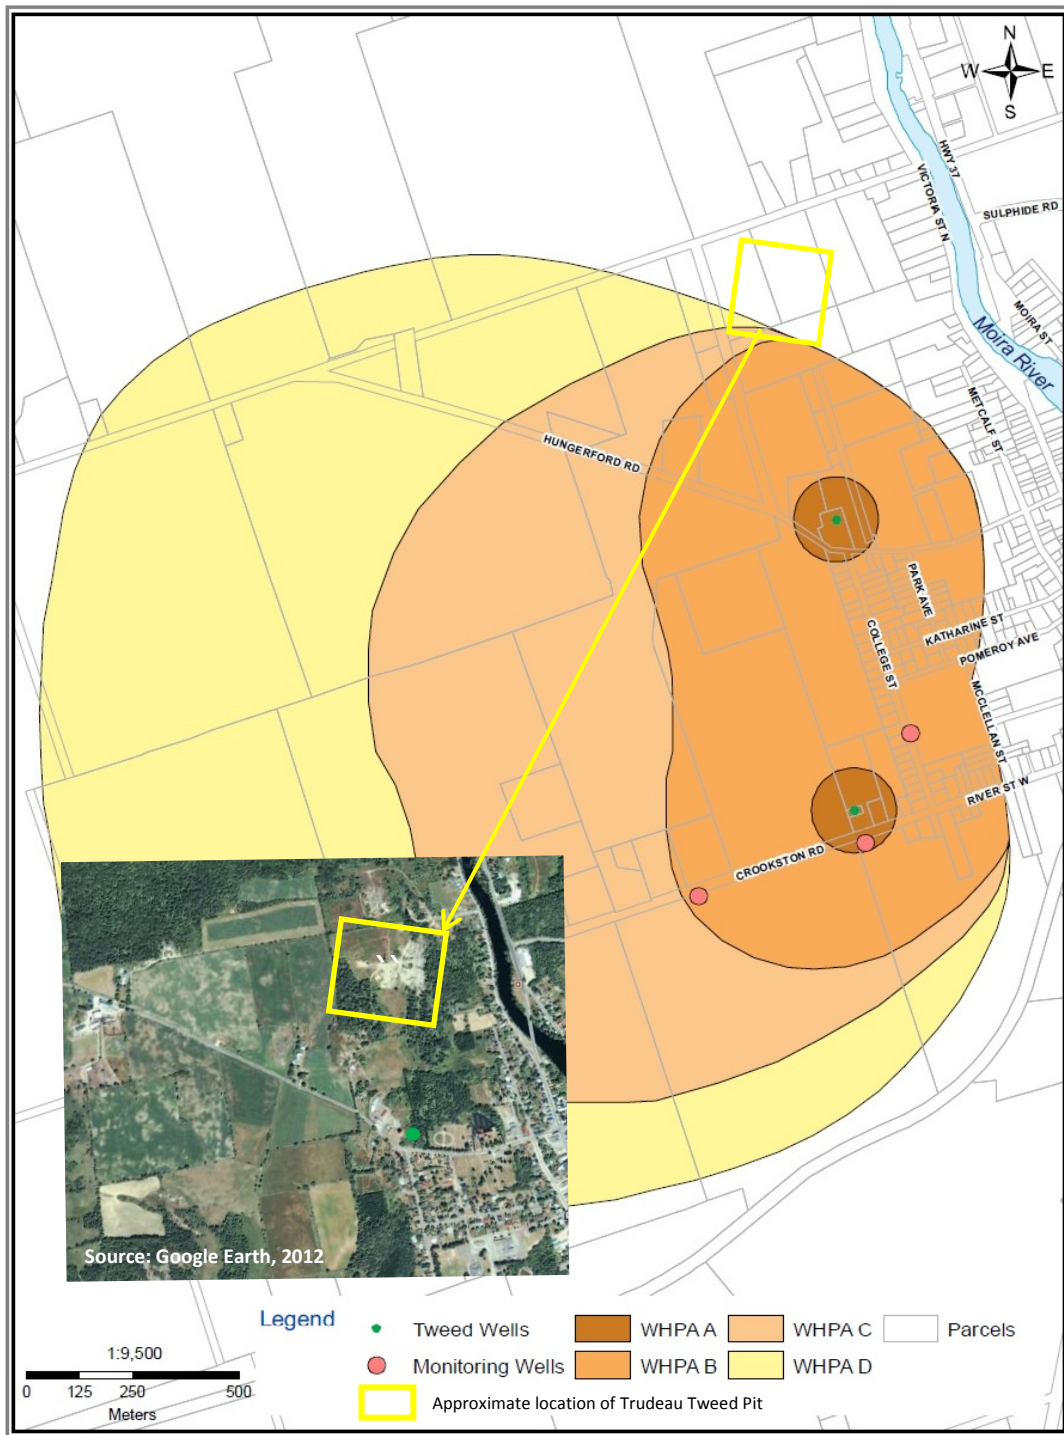 N
W E
S
HWY 37
VICTORIA ST N
SULPHIDE RD
MOIRA ST
Moira River
METCALF ST
HUNGERFORD RD
PARK AVE
KATHARINE ST
COLLEGE ST
POMEROY AVE
MCCLELLAN ST
RIVER ST W
CROOKSTON RD
Source: Google Earth, 2012
Legend
Tweed Wells WHPA A WHPA C Parcels
1:9,500
Monitoring Wells WHPA B WHPA D
0 125 250 500
Meters
Approximate location of Trudeau Tweed Pit